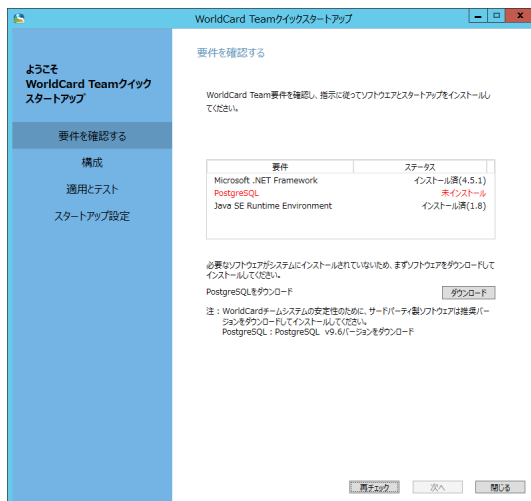 WorldCard Teamクイックスタートアップ
ようこそ
WorldCard Teamクイック
スタートアップ
要件を確認する
構成
適用とテスト
スタートアップ設定
要件を確認する
WorldCard Team要件を確認し、指示に従ってソフトウエアとスタートアップをインストールし
てください。
要件 ステータス
Microsoft .NET Framework インストール済(4.5.1)
PostgreSQL 未インストール
Java SE Runtime Environment インストール済(1.8)
必要なソフトウェアがシステムにインストールされていないため、まずソフトウェアをダウンロードして
インストールしてください。
PostgreSQLをダウンロード ダウンロード
注：WorldCardチームシステムの安定性のために、サードパーティ製ソフトウェアは推奨バー
ジョンをダウンロードしてインストールしてください。
PostgreSQL：PostgreSQL v9.6バージョンをダウンロード
再チェック 次へ 閉じる